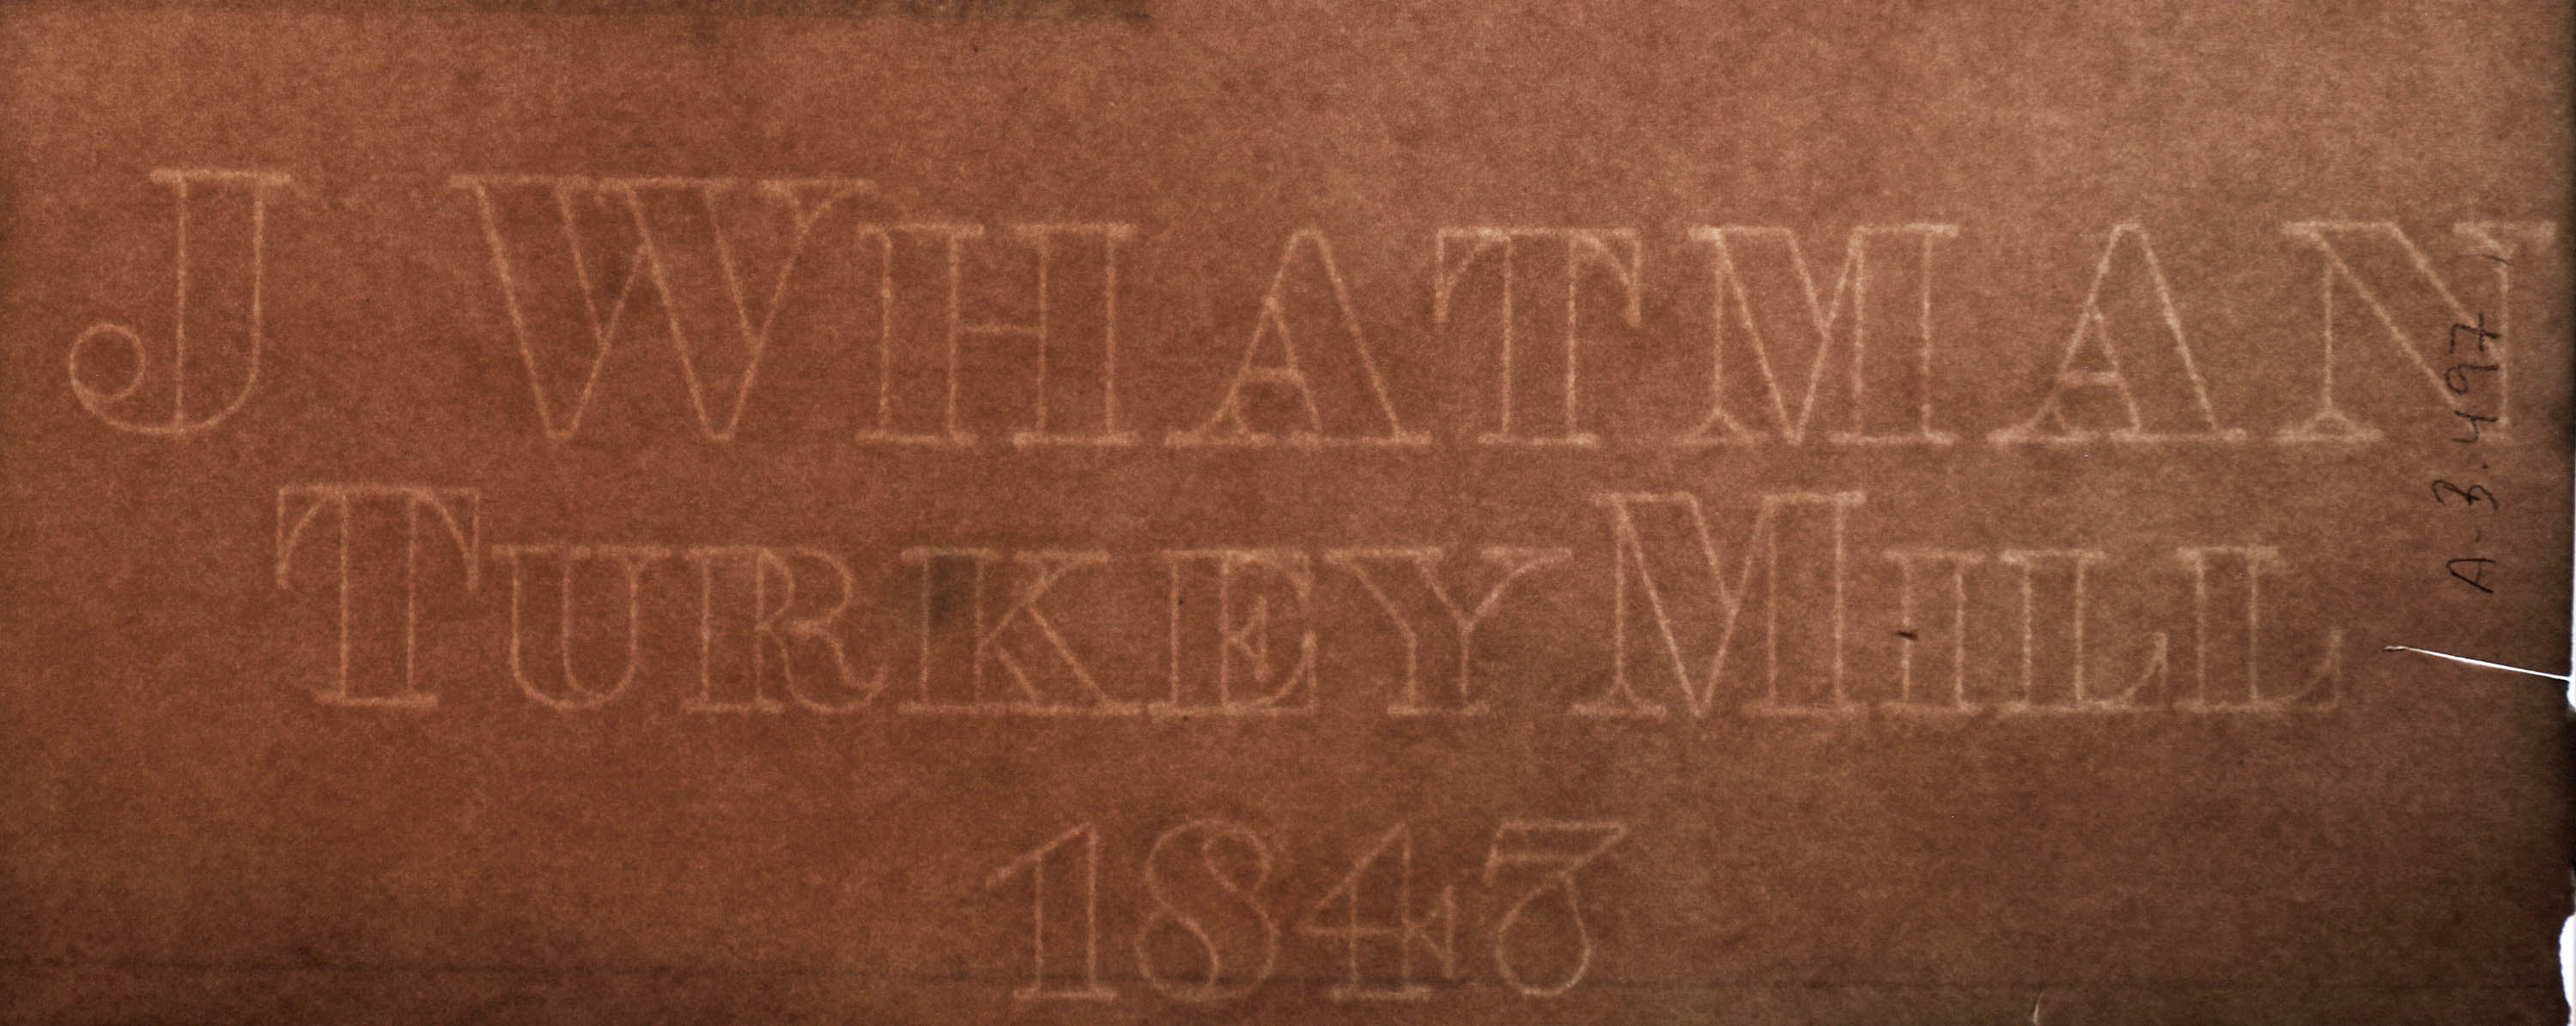 J WHATMAN
TURKEY MILL
1847
A-3.497